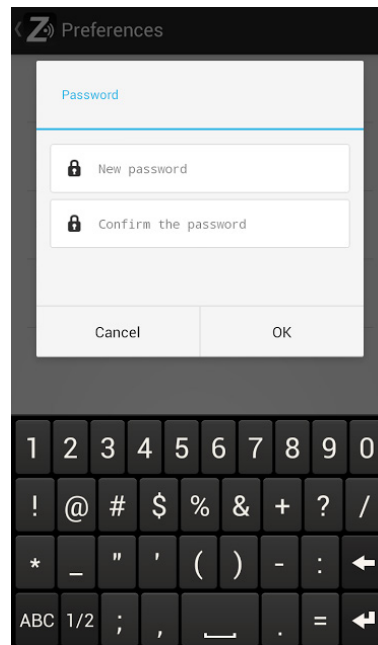 Z Preferences
Password
New password
Confirm the password
Cancel OK
1 2 3 4 5 6 7 8 9 0
! @ # $ % & + ? /
* _ " ' ( ) - :
ABC 1/2 ; , . =